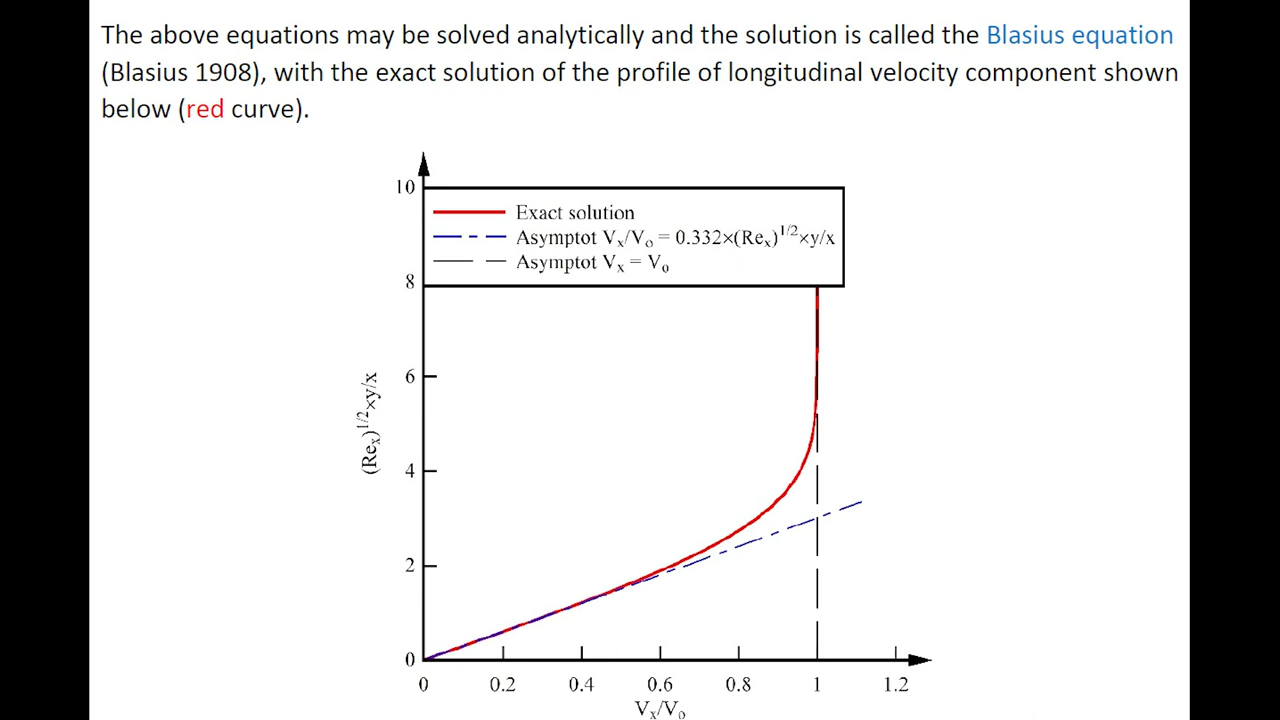 The above equations may be solved analytically and the solution is called the Blasius equation
(Blasius 1908), with the exact solution of the profile of longitudinal velocity component shown
below (red curve).
10
Exact solution
Asymptot Vₓ/Vₒ = 0.332×(Reₓ)^1/2×y/x
Asymptot Vₓ = Vₒ
8
6
(Reₓ)^1/2×y/x
4
2
0
0 0.2 0.4 0.6 0.8 1 1.2
Vₓ/Vₒ